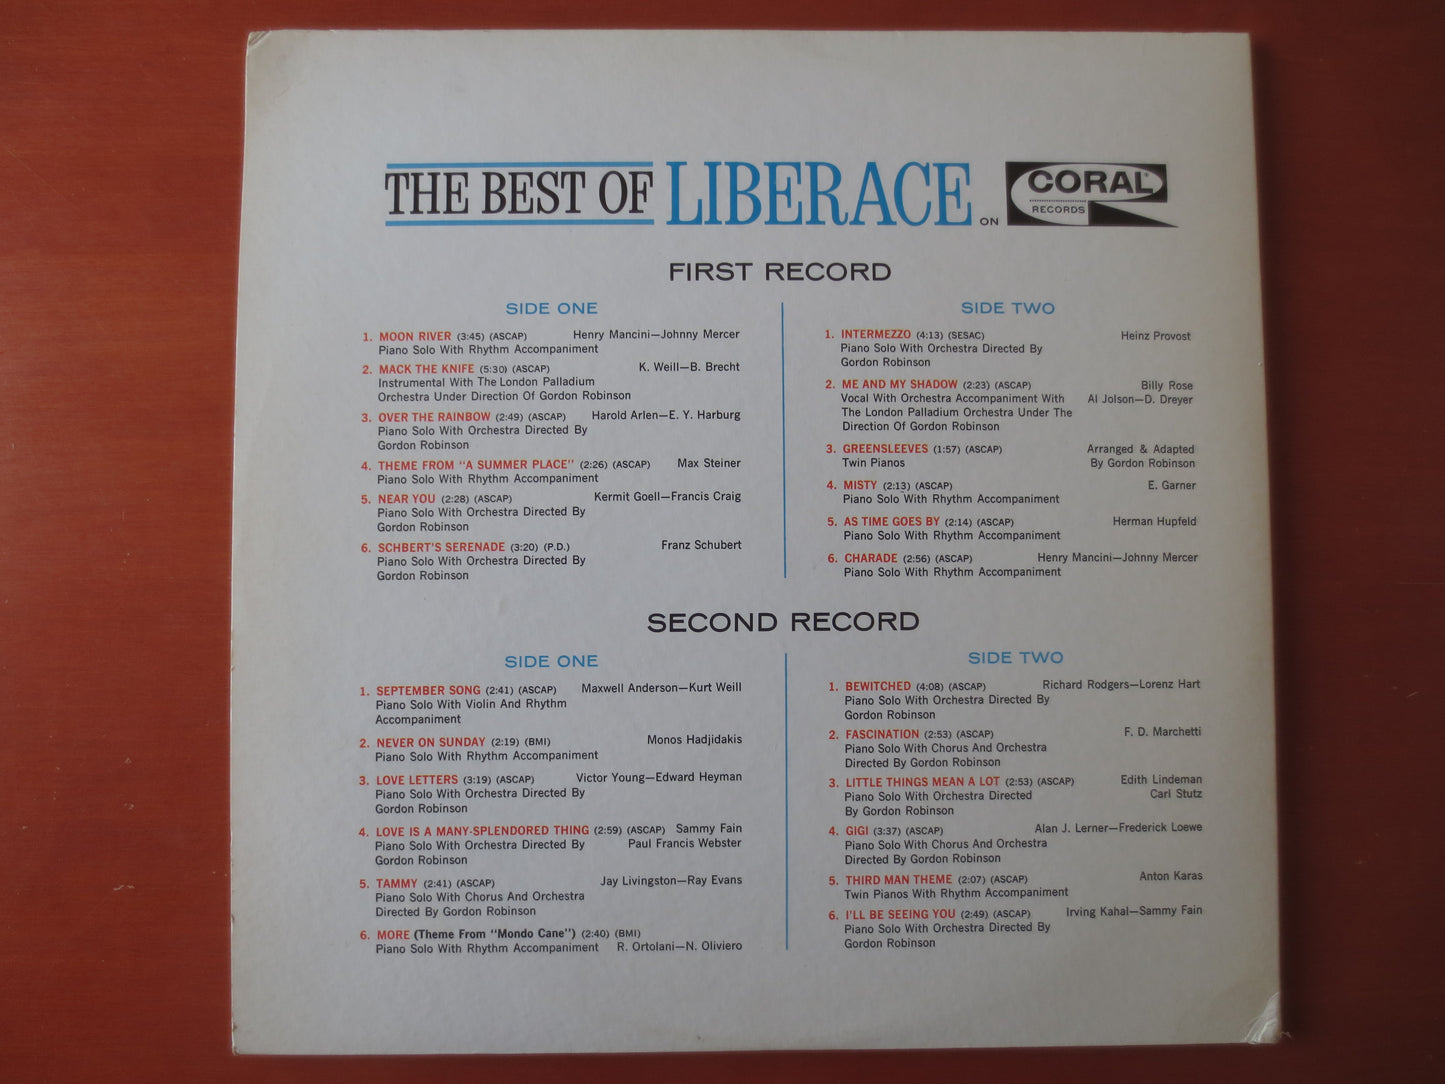 THE BEST OF LIBERACE ON CORAL® RECORDS
FIRST RECORD
SIDE ONE
1. MOON RIVER (3:45) (ASCAP) Henry Mancini—Johnny Mercer
Piano Solo With Rhythm Accompaniment
2. MACK THE KNIFE (5:30) (ASCAP) K. Weill—B. Brecht
Instrumental With The London Palladium
Orchestra Under Direction Of Gordon Robinson
3. OVER THE RAINBOW (2:49) (ASCAP) Harold Arlen—E. Y. Harburg
Piano Solo With Orchestra Directed By
Gordon Robinson
4. THEME FROM "A SUMMER PLACE" (2:26) (ASCAP) Max Steiner
Piano Solo With Rhythm Accompaniment
5. NEAR YOU (2:28) (ASCAP) Kermit Goell—Francis Craig
Piano Solo With Orchestra Directed By
Gordon Robinson
6. SCHBERT'S SERENADE (3:20) (P.D.) Franz Schubert
Piano Solo With Orchestra Directed By
Gordon Robinson
SIDE TWO
1. INTERMEZZO (4:13) (SESAC) Heinz Provost
Piano Solo With Orchestra Directed By
Gordon Robinson
2. ME AND MY SHADOW (2:23) (ASCAP) Billy Rose
Vocal With Orchestra Accompaniment With Al Jolson—D. Dreyer
The London Palladium Orchestra Under The
Direction Of Gordon Robinson
3. GREENSLEEVES (1:57) (ASCAP) Arranged & Adapted
Twin Pianos By Gordon Robinson
4. MISTY (2:13) (ASCAP) E. Garner
Piano Solo With Rhythm Accompaniment
5. AS TIME GOES BY (2:14) (ASCAP) Herman Hupfeld
Piano Solo With Rhythm Accompaniment
6. CHARADE (2:56) (ASCAP) Henry Mancini—Johnny Mercer
Piano Solo With Rhythm Accompaniment
SECOND RECORD
SIDE ONE
1. SEPTEMBER SONG (2:41) (ASCAP) Maxwell Anderson—Kurt Weill
Piano Solo With Violin And Rhythm
Accompaniment
2. NEVER ON SUNDAY (2:19) (BMI) Monos Hadjidakis
Piano Solo With Rhythm Accompaniment
3. LOVE LETTERS (3:19) (ASCAP) Victor Young—Edward Heyman
Piano Solo With Orchestra Directed By
Gordon Robinson
4. LOVE IS A MANY-SPLENDORED THING (2:59) (ASCAP) Sammy Fain
Piano Solo With Orchestra Directed By Paul Francis Webster
Gordon Robinson
5. TAMMY (2:41) (ASCAP) Jay Livingston—Ray Evans
Piano Solo With Chorus And Orchestra
Directed By Gordon Robinson
6. MORE (Theme From "Mondo Cane") (2:40) (BMI)
Piano Solo With Rhythm Accompaniment R. Ortolani—N. Oliviero
SIDE TWO
1. BEWITCHED (4:08) (ASCAP) Richard Rodgers—Lorenz Hart
Piano Solo With Orchestra Directed By
Gordon Robinson
2. FASCINATION (2:53) (ASCAP) F. D. Marchetti
Piano Solo With Chorus And Orchestra
Directed By Gordon Robinson
3. LITTLE THINGS MEAN A LOT (2:53) (ASCAP) Edith Lindeman
Piano Solo With Orchestra Directed Carl Stutz
By Gordon Robinson
4. GIGI (3:37) (ASCAP) Alan J. Lerner—Frederick Loewe
Piano Solo With Chorus And Orchestra
Directed By Gordon Robinson
5. THIRD MAN THEME (2:07) (ASCAP) Anton Karas
Twin Pianos With Rhythm Accompaniment
6. I'LL BE SEEING YOU (2:49) (ASCAP) Irving Kahal—Sammy Fain
Piano Solo With Orchestra Directed By
Gordon Robinson